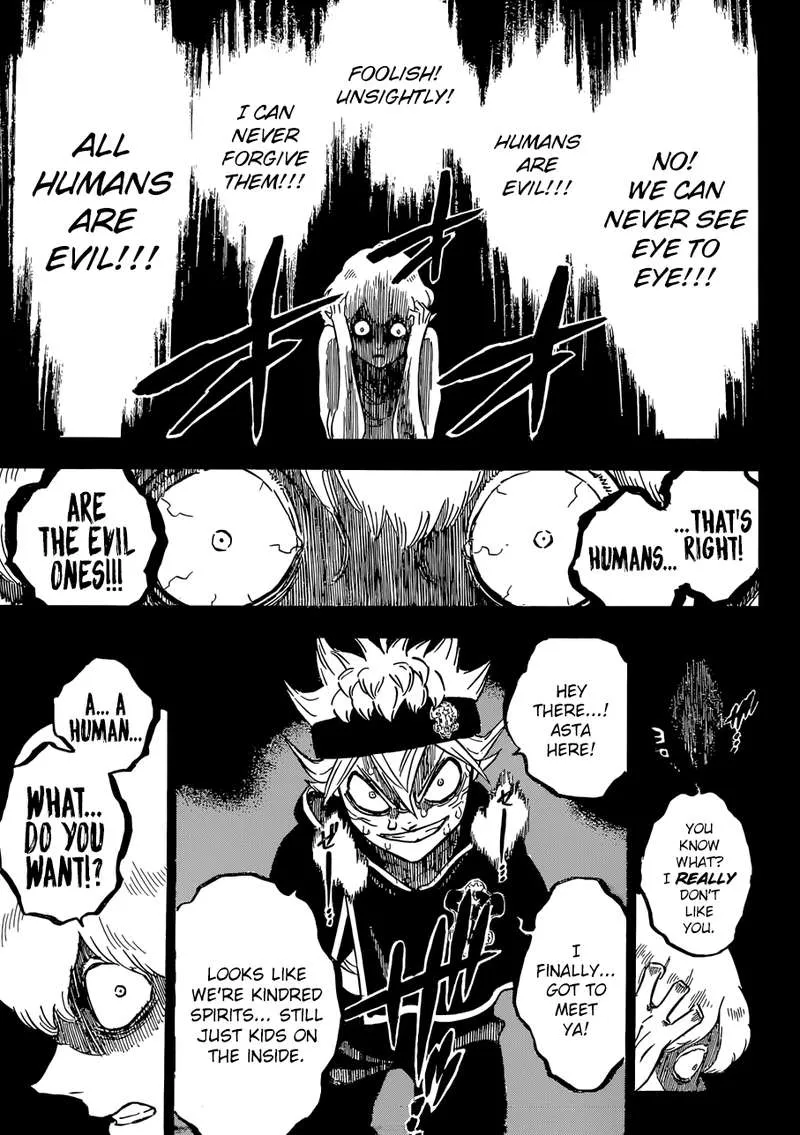 NO!
WE CAN
NEVER SEE
EYE TO
EYE!!!
HUMANS
ARE
EVIL!!!
FOOLISH!
UNSIGHTLY!
I CAN
NEVER
FORGIVE
THEM!!!
ALL
HUMANS
ARE
EVIL!!!
...THAT'S
RIGHT!
HUMANS...
ARE
THE EVIL
ONES!!!
YOU
KNOW
WHAT?
I REALLY
DON'T
LIKE
YOU.
HEY
THERE...!
ASTA
HERE!
I
FINALLY...
GOT TO
MEET
YA!
LOOKS LIKE
WE'RE KINDRED
SPIRITS... STILL
JUST KIDS ON
THE INSIDE.
A... A
HUMAN...
WHAT...
DO YOU
WANT!?